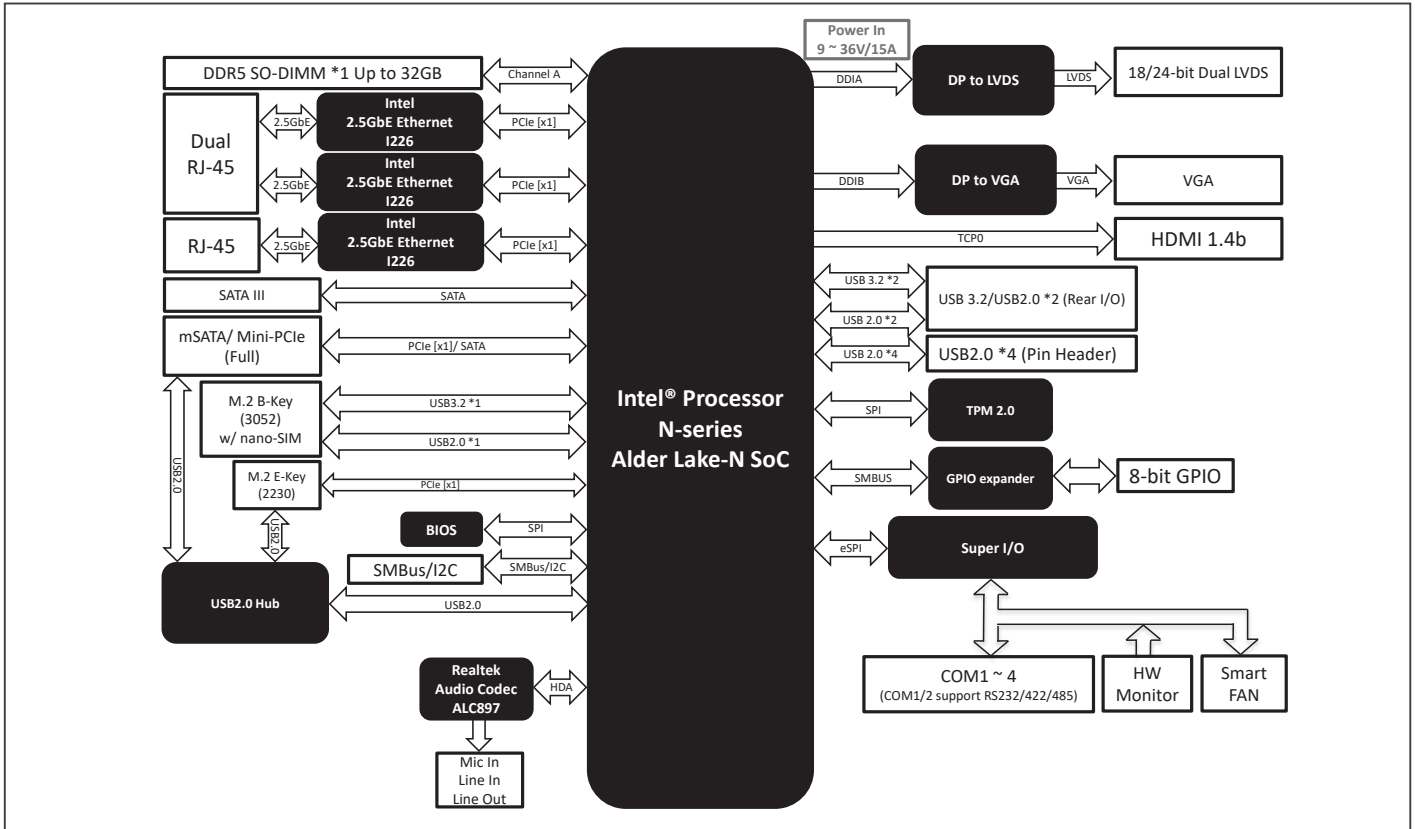 Power In
9 ~ 36V/15A
DDR5 SO-DIMM *1 Up to 32GB
Channel A
Dual
RJ-45
2.5GbE
Intel
2.5GbE Ethernet
I226
PCIe [x1]
2.5GbE
Intel
2.5GbE Ethernet
I226
PCIe [x1]
RJ-45
2.5GbE
Intel
2.5GbE Ethernet
I226
PCIe [x1]
SATA III
SATA
mSATA/ Mini-PCIe
(Full)
PCIe [x1]/ SATA
M.2 B-Key
(3052)
w/ nano-SIM
USB3.2 *1
USB2.0 *1
USB2.0
M.2 E-Key
(2230)
PCIe [x1]
USB2.0
BIOS
SPI
SMBus/I2C
SMBus/I2C
USB2.0 Hub
USB2.0
Realtek
Audio Codec
ALC897
HDA
Mic In
Line In
Line Out
Intel® Processor
N-series
Alder Lake-N SoC
DDIA
DP to LVDS
LVDS
18/24-bit Dual LVDS
DDIB
DP to VGA
VGA
VGA
TCP0
HDMI 1.4b
USB 3.2 *2
USB 2.0 *2
USB 3.2/USB2.0 *2 (Rear I/O)
USB 2.0 *4
USB2.0 *4 (Pin Header)
SPI
TPM 2.0
SMBUS
GPIO expander
8-bit GPIO
eSPI
Super I/O
COM1 ~ 4
(COM1/2 support RS232/422/485)
HW
Monitor
Smart
FAN